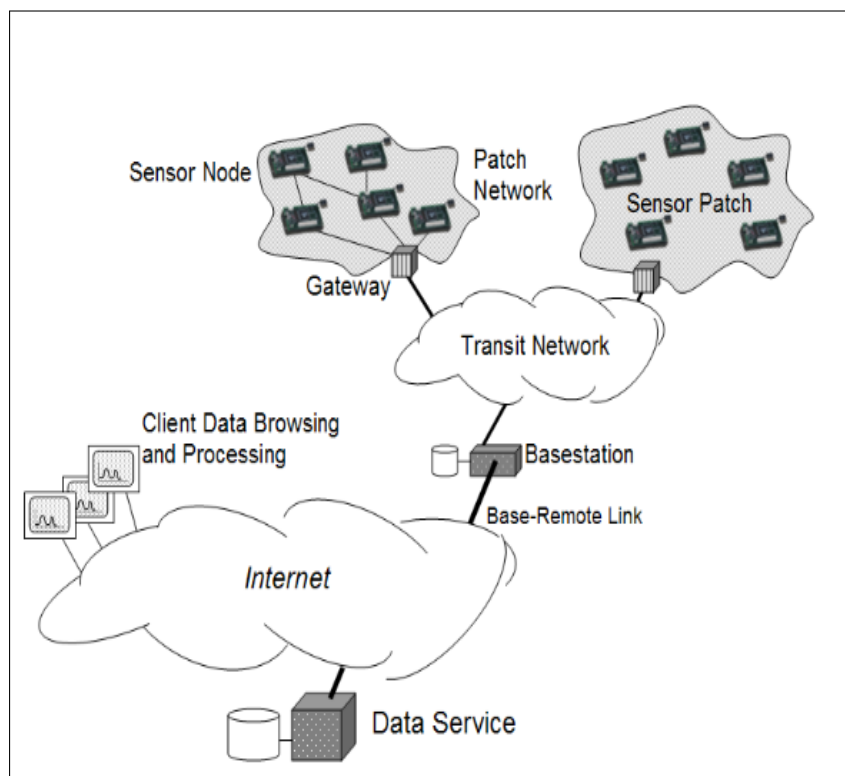 Sensor Node
Patch
Network
Sensor Patch
Gateway
Transit Network
Client Data Browsing
and Processing
Basestation
Base-Remote Link
Internet
Data Service